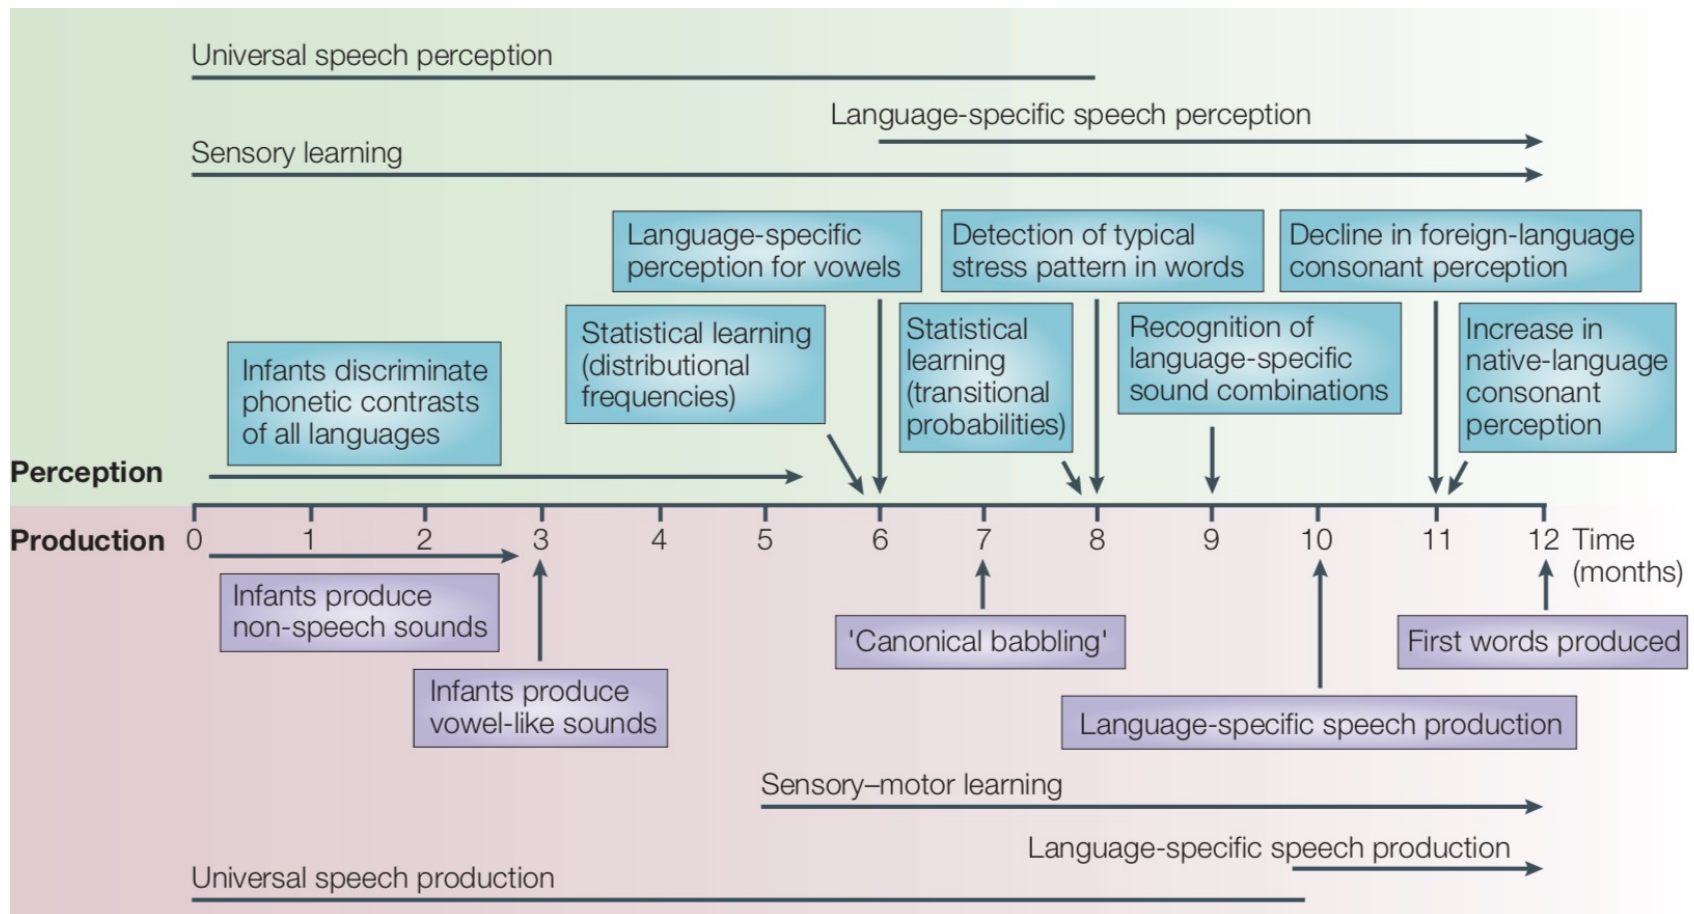 Universal speech perception
Language-specific speech perception
Sensory learning
Language-specific
perception for vowels
Detection of typical
stress pattern in words
Decline in foreign-language
consonant perception
Statistical learning
(distributional
frequencies)
Statistical
learning
(transitional
probabilities)
Recognition of
language-specific
sound combinations
Increase in
native-language
consonant
perception
Infants discriminate
phonetic contrasts
of all languages
Perception
Production
0 1 2 3 4 5 6 7 8 9 10 11 12 Time
(months)
Infants produce
non-speech sounds
Infants produce
vowel-like sounds
'Canonical babbling'
First words produced
Language-specific speech production
Sensory–motor learning
Language-specific speech production
Universal speech production